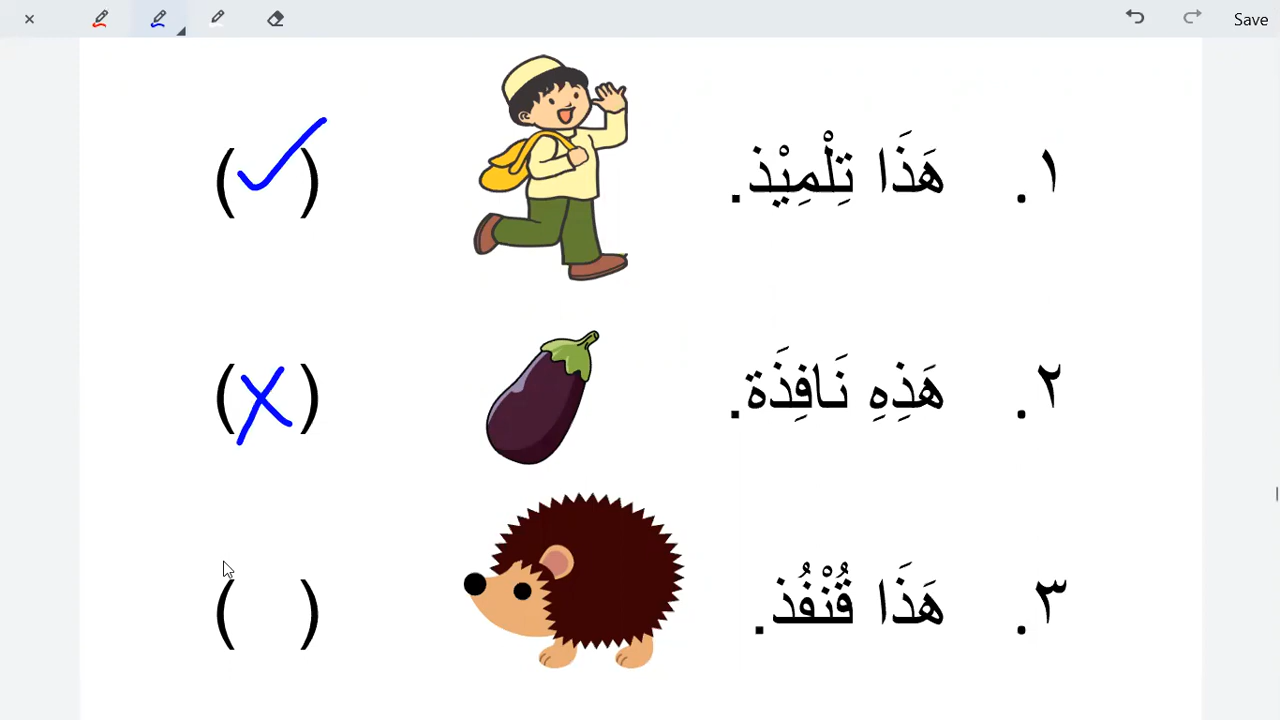 Save
١. هَذَا تِلْمِيْذ. (✓)
٢. هَذِهِ نَافِذَة. (X)
٣. هَذَا قُنْفُذ. ( )